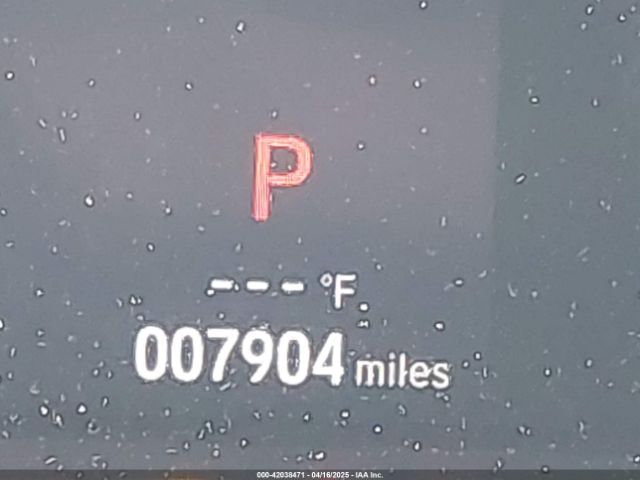 P
--- °F
007904 miles
000-42038471 - 04/16/2025 - IAA Inc.